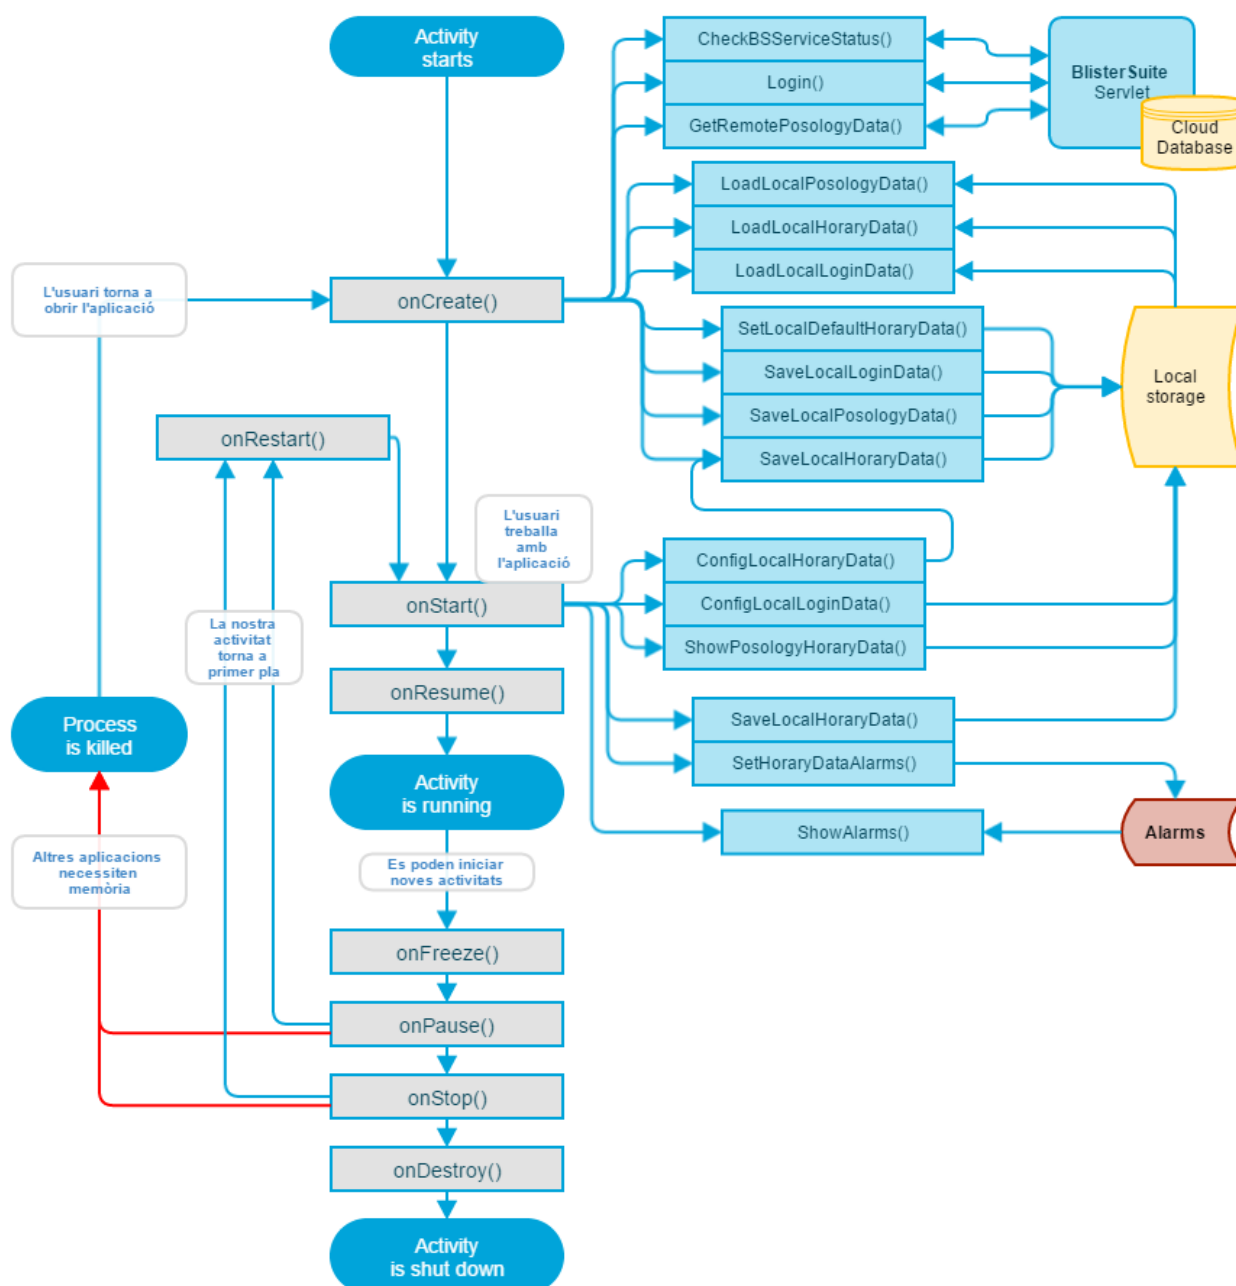 Activity
starts
CheckBSServiceStatus()
Login()
GetRemotePosologyData()
BlisterSuite
Servlet
Cloud
Database
LoadLocalPosologyData()
LoadLocalHoraryData()
LoadLocalLoginData()
L'usuari torna a
obrir l'aplicació
onCreate()
SetLocalDefaultHoraryData()
SaveLocalLoginData()
SaveLocalPosologyData()
SaveLocalHoraryData()
Local
storage
onRestart()
L'usuari
treballa
amb
l'aplicació
ConfigLocalHoraryData()
ConfigLocalLoginData()
ShowPosologyHoraryData()
onStart()
La nostra
activitat
torna a
primer pla
onResume()
SaveLocalHoraryData()
SetHoraryDataAlarms()
Process
is killed
Activity
is running
ShowAlarms()
Alarms
Altres aplicacions
necessiten
memòria
Es poden iniciar
noves activitats
onFreeze()
onPause()
onStop()
onDestroy()
Activity
is shut down